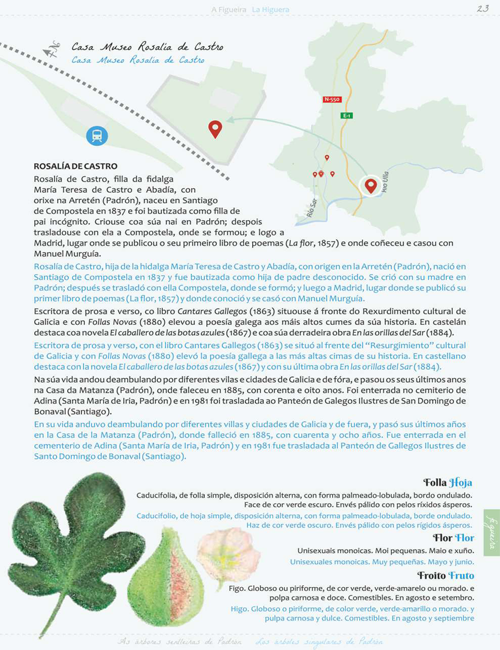 A Figueira La Higuera
23
Casa Museo Rosalía de Castro
Casa Museo Rosalía de Castro
N-550
E-1
Río Sar
Río Ulla
ROSALÍA DE CASTRO
Rosalía de Castro, filla da fidalga
María Teresa de Castro e Abadía, con
orixe na Arretén (Padrón), naceu en Santiago
de Compostela en 1837 e foi bautizada como filla de
pai incógnito. Criouse coa súa nai en Padrón; despois
trasladouse con ela a Compostela, onde se formou; e logo a
Madrid, lugar onde se publicou o seu primeiro libro de poemas (La flor, 1857) e onde coñeceu e casou con
Manuel Murguía.
Rosalía de Castro, hija de la hidalga María Teresa de Castro y Abadía, con origen en la Arretén (Padrón), nació en
Santiago de Compostela en 1837 y fue bautizada como hija de padre desconocido. Se crió con su madre en
Padrón; después se trasladó con ella Compostela, donde se formó; y luego a Madrid, lugar donde se publicó su
primer libro de poemas (La flor, 1857) y donde conoció y se casó con Manuel Murguía.
Escritora de prosa e verso, co libro Cantares Gallegos (1863) situouse á fronte do Rexurdimento cultural de
Galicia e con Follas Novas (1880) elevou a poesía galega aos máis altos cumes da súa historia. En castelán
destaca coa novela El caballero de las botas azules (1867) e coa súa derradeira obra En las orillas del Sar (1884).
Escritora de prosa y verso, con el libro Cantares Gallegos (1863) se situó al frente del “Resurgimiento” cultural
de Galicia y con Follas Novas (1880) elevó la poesía gallega a las más altas cimas de su historia. En castellano
destaca con la novela El caballero de las botas azules (1867) y con su última obra En las orillas del Sar (1884).
Na súa vida andou deambulando por diferentes vilas e cidades de Galicia e de fóra, e pasou os seus últimos anos
na Casa da Matanza (Padrón), onde faleceu en 1885, con corenta e oito anos. Foi enterrada no cemiterio de
Adina (Santa María de Iria, Padrón) e en 1981 foi trasladada ao Panteón de Galegos Ilustres de San Domingo de
Bonaval (Santiago).
En su vida anduvo deambulando por diferentes villas y ciudades de Galicia y de fuera, y pasó sus últimos años
en la Casa de la Matanza (Padrón), donde falleció en 1885, con cuarenta y ocho años. Fue enterrada en el
cementerio de Adina (Santa María de Iria, Padrón) y en 1981 fue trasladada al Panteón de Gallegos Ilustres de
Santo Domingo de Bonaval (Santiago).
Folla Hoja
Caducifolia, de folla simple, disposición alterna, con forma palmeado-lobulada, bordo ondulado.
Face de cor verde escuro. Envés pálido con pelos ríxidos ásperos.
Caducifolio, de hoja simple, disposición alterna, con forma palmeado-lobulada, borde ondulado.
Haz de color verde oscuro. Envés pálido con pelos rígidos ásperos.
Flor Flor
Unisexuais monoicas. Moi pequenas. Maio e xuño.
Unisexuales monoicas. Muy pequeñas. Mayo y junio.
Froito Fruto
Figo. Globoso ou piriforme, de cor verde, verde-amarelo ou morado. e
pulpa carnosa e doce. Comestibles. En agosto e setembro.
Higo. Globoso o piriforme, de color verde, verde-amarillo o morado. y
pulpa carnosa y dulce. Comestibles. En agosto y septiembre
figueira
As árbores senlleiras de Padrón Los árboles singulares de Padrón